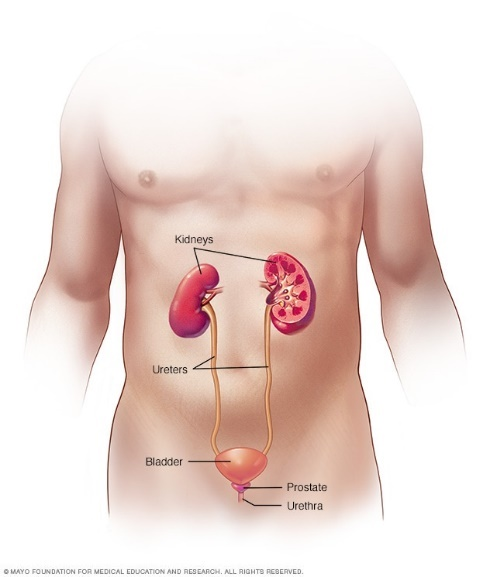 Kidneys
Ureters
Bladder
Prostate
Urethra
© MAYO FOUNDATION FOR MEDICAL EDUCATION AND RESEARCH. ALL RIGHTS RESERVED.